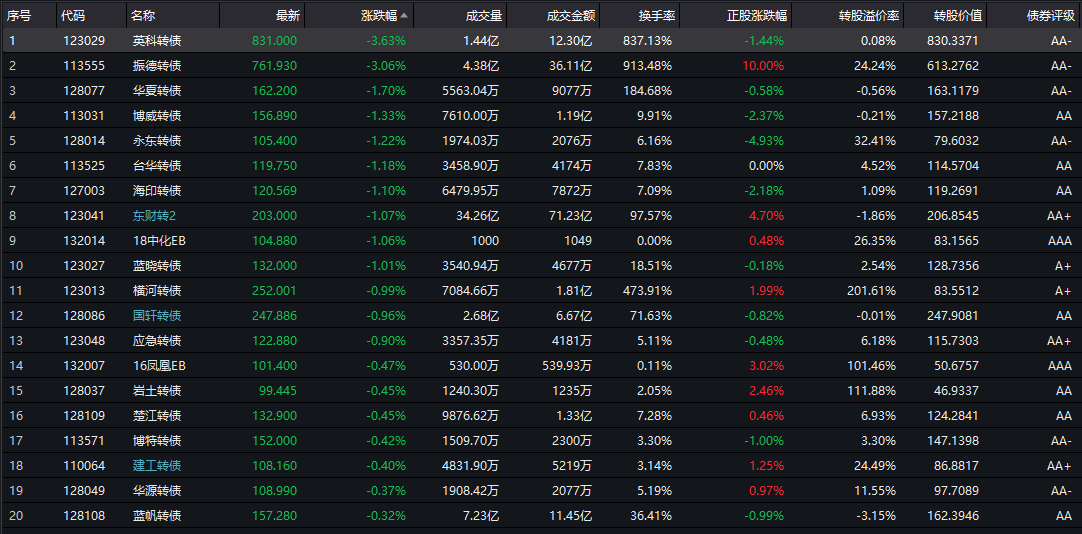 序号 代码 名称 最新 涨跌幅 成交量 成交金额 换手率 正股涨跌幅 转股溢价率 转股价值 债券评级
1 123029 英科转债 831.000 -3.63% 1.44亿 12.30亿 837.13% -1.44% 0.08% 830.3371 AA-
2 113555 振德转债 761.930 -3.06% 4.38亿 36.11亿 913.48% 10.00% 24.24% 613.2762 AA-
3 128077 华夏转债 162.200 -1.70% 5563.04万 9077万 184.68% -0.58% -0.56% 163.1179 AA-
4 113031 博威转债 156.890 -1.33% 7610.00万 1.19亿 9.91% -2.37% -0.21% 157.2188 AA
5 128014 永东转债 105.400 -1.22% 1974.03万 2076万 6.16% -4.93% 32.41% 79.6032 AA-
6 113525 台华转债 119.750 -1.18% 3458.90万 4174万 7.83% 0.00% 4.52% 114.5704 AA
7 127003 海印转债 120.569 -1.10% 6479.95万 7872万 7.09% -2.18% 1.09% 119.2691 AA
8 123041 东财转2 203.000 -1.07% 34.26亿 71.23亿 97.57% 4.70% -1.86% 206.8545 AA+
9 132014 18中化EB 104.880 -1.06% 1000 1049 0.00% 0.48% 26.35% 83.1565 AAA
10 123027 蓝晓转债 132.000 -1.01% 3540.94万 4677万 18.51% -0.18% 2.54% 128.7356 A+
11 123013 横河转债 252.001 -0.99% 7084.66万 1.81亿 473.91% 1.99% 201.61% 83.5512 A+
12 128086 国轩转债 247.886 -0.96% 2.68亿 6.67亿 71.63% -0.82% -0.01% 247.9081 AA
13 123048 应急转债 122.880 -0.90% 3357.35万 4181万 5.11% -0.48% 6.18% 115.7303 AA+
14 132007 16凤凰EB 101.400 -0.47% 530.00万 539.93万 0.11% 3.02% 101.46% 50.6757 AAA
15 128037 岩土转债 99.445 -0.45% 1240.30万 1235万 2.05% 2.46% 111.88% 46.9337 AA
16 128109 楚江转债 132.900 -0.45% 9876.62万 1.33亿 7.28% 0.46% 6.93% 124.2841 AA
17 113571 博特转债 152.000 -0.42% 1509.70万 2300万 3.30% -1.00% 3.30% 147.1398 AA-
18 110064 建工转债 108.160 -0.40% 4831.90万 5219万 3.14% 1.25% 24.49% 86.8817 AA+
19 128049 华源转债 108.990 -0.37% 1908.42万 2077万 5.19% 0.97% 11.55% 97.7089 AA-
20 128108 蓝帆转债 157.280 -0.32% 7.23亿 11.45亿 36.41% -0.99% -3.15% 162.3946 AA